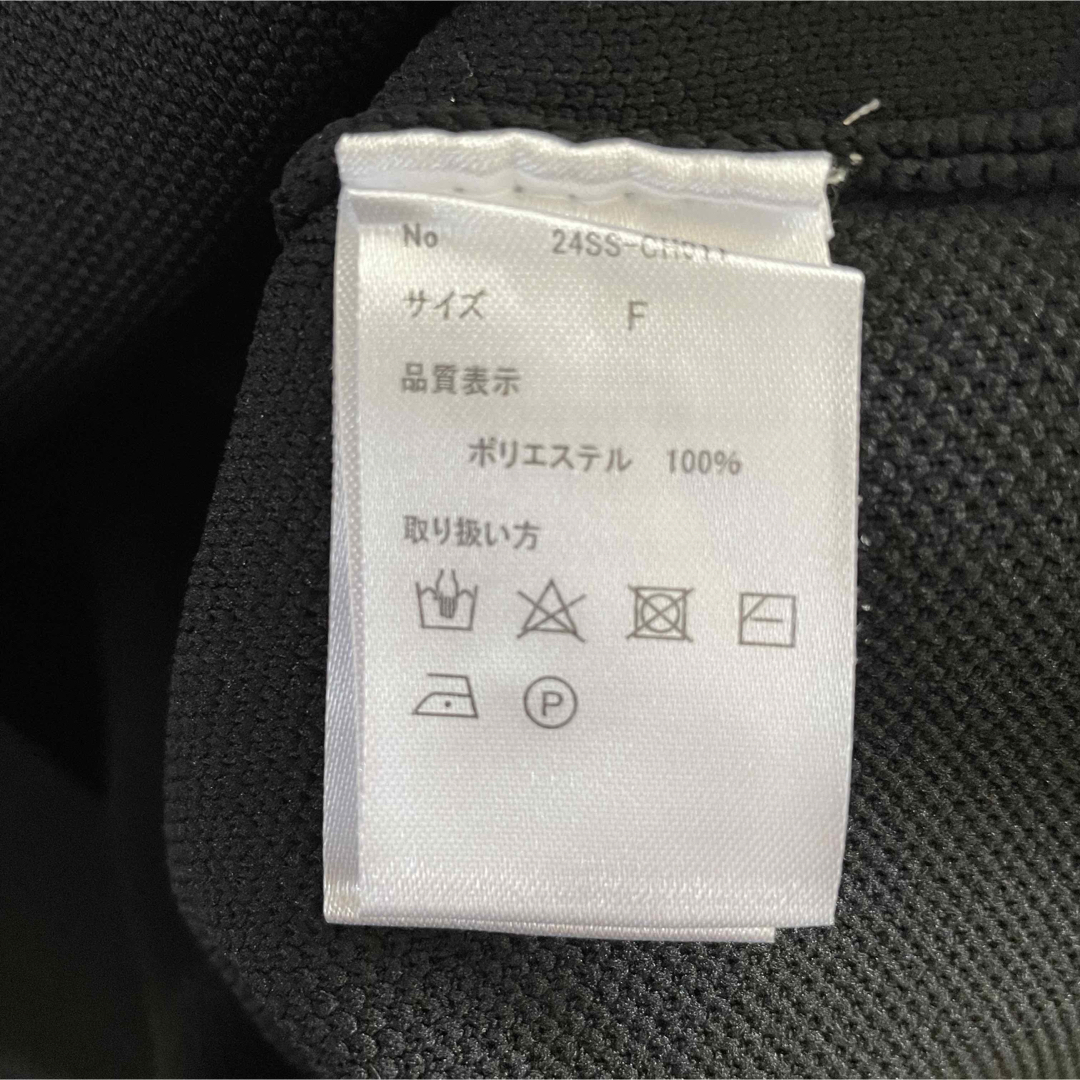 No
サイズ F
品質表示
ポリエステル 100%
取り扱い方
P